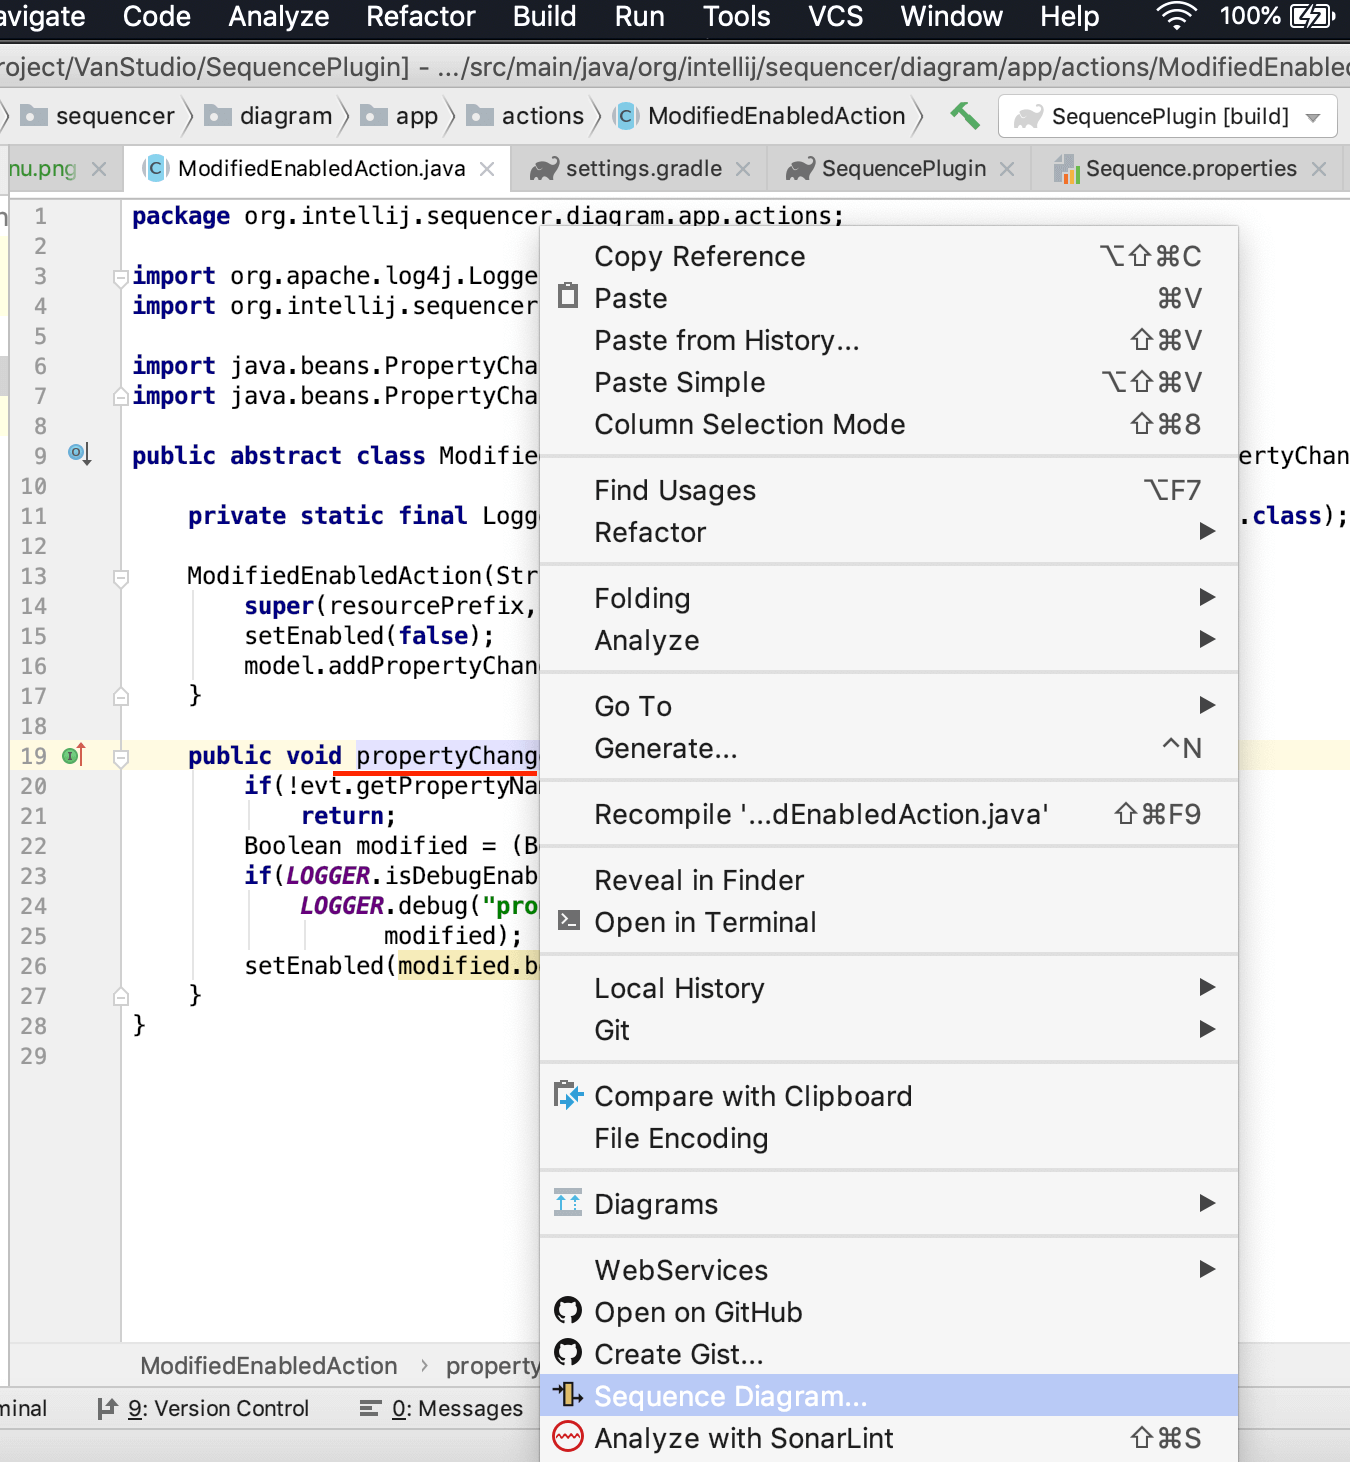 avigate Code Analyze Refactor Build Run Tools VCS Window Help 100%
roject/VanStudio/SequencePlugin] - .../src/main/java/org/intellij/sequencer/diagram/app/actions/ModifiedEnabled
sequencer diagram app actions C ModifiedEnabledAction SequencePlugin [build]
nu.png C ModifiedEnabledAction.java settings.gradle SequencePlugin Sequence.properties
1 package org.intellij.sequencer.diagram.app.actions;
2
3 import org.apache.log4j.Logge
4 import org.intellij.sequencer
5
6 import java.beans.PropertyCha
7 import java.beans.PropertyCha
8
9 public abstract class Modifie ertyChan
10
11 private static final Logg .class);
12
13 ModifiedEnabledAction(Str
14 super(resourcePrefix,
15 setEnabled(false);
16 model.addPropertyChan
17 }
18
19 public void propertyChang
20 if(!evt.getPropertyNa
21 return;
22 Boolean modified = (B
23 if(LOGGER.isDebugEnab
24 LOGGER.debug("pro
25 modified);
26 setEnabled(modified.b
27 }
28 }
29
Copy Reference ⌥⇧⌘C
Paste ⌘V
Paste from History... ⇧⌘V
Paste Simple ⌥⇧⌘V
Column Selection Mode ⇧⌘8
Find Usages ⌥F7
Refactor
Folding
Analyze
Go To
Generate... ^N
Recompile '...dEnabledAction.java' ⇧⌘F9
Reveal in Finder
Open in Terminal
Local History
Git
Compare with Clipboard
File Encoding
Diagrams
WebServices
Open on GitHub
Create Gist...
Sequence Diagram...
Analyze with SonarLint ⇧⌘S
ModifiedEnabledAction › property
minal 9: Version Control 0: Messages